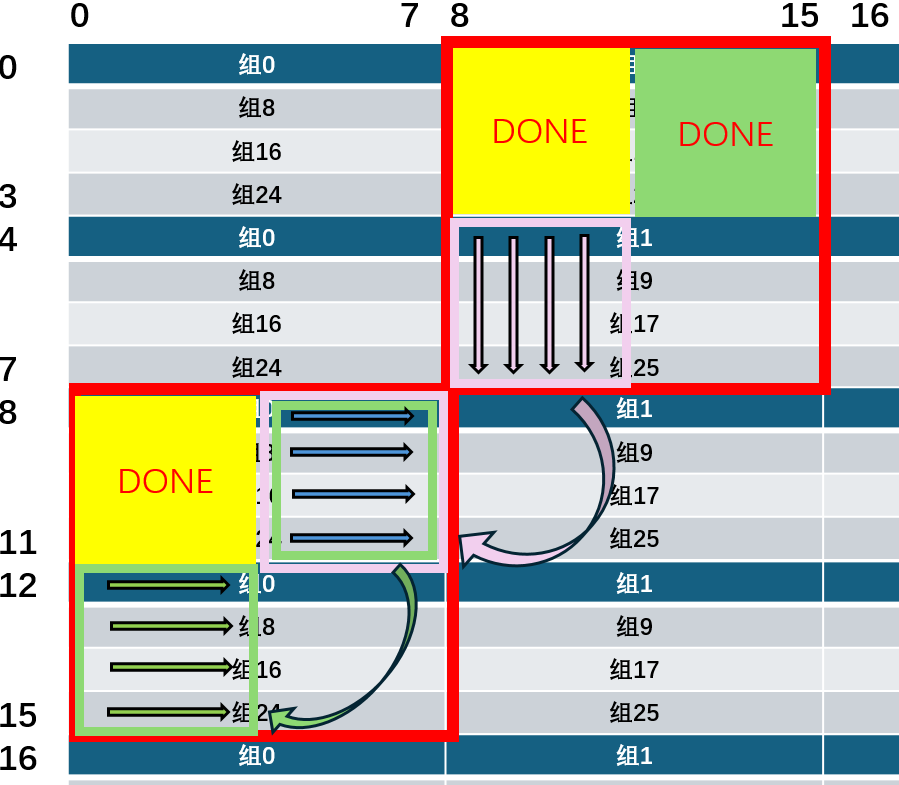 0 7 8 15 16
0 组0
组8
组16
3 组24
4 组0 组1
组8 组9
组16 组17
7 组24 组25
8 组1
组9
组17
11 组25
12 组0 组1
组8 组9
组16 组17
15 组24 组25
16 组0 组1
DONE DONE
DONE